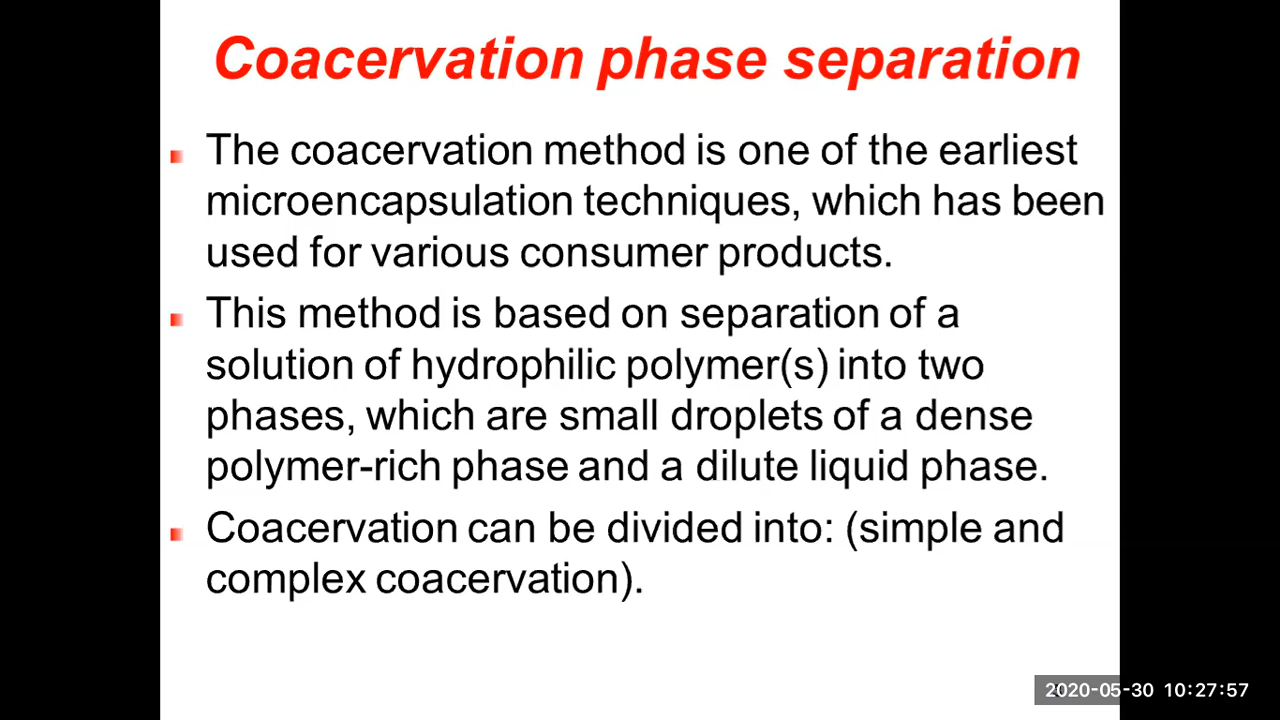 Coacervation phase separation
The coacervation method is one of the earliest
microencapsulation techniques, which has been
used for various consumer products.
This method is based on separation of a
solution of hydrophilic polymer(s) into two
phases, which are small droplets of a dense
polymer-rich phase and a dilute liquid phase.
Coacervation can be divided into: (simple and
complex coacervation).
2020-05-30 10:27:57